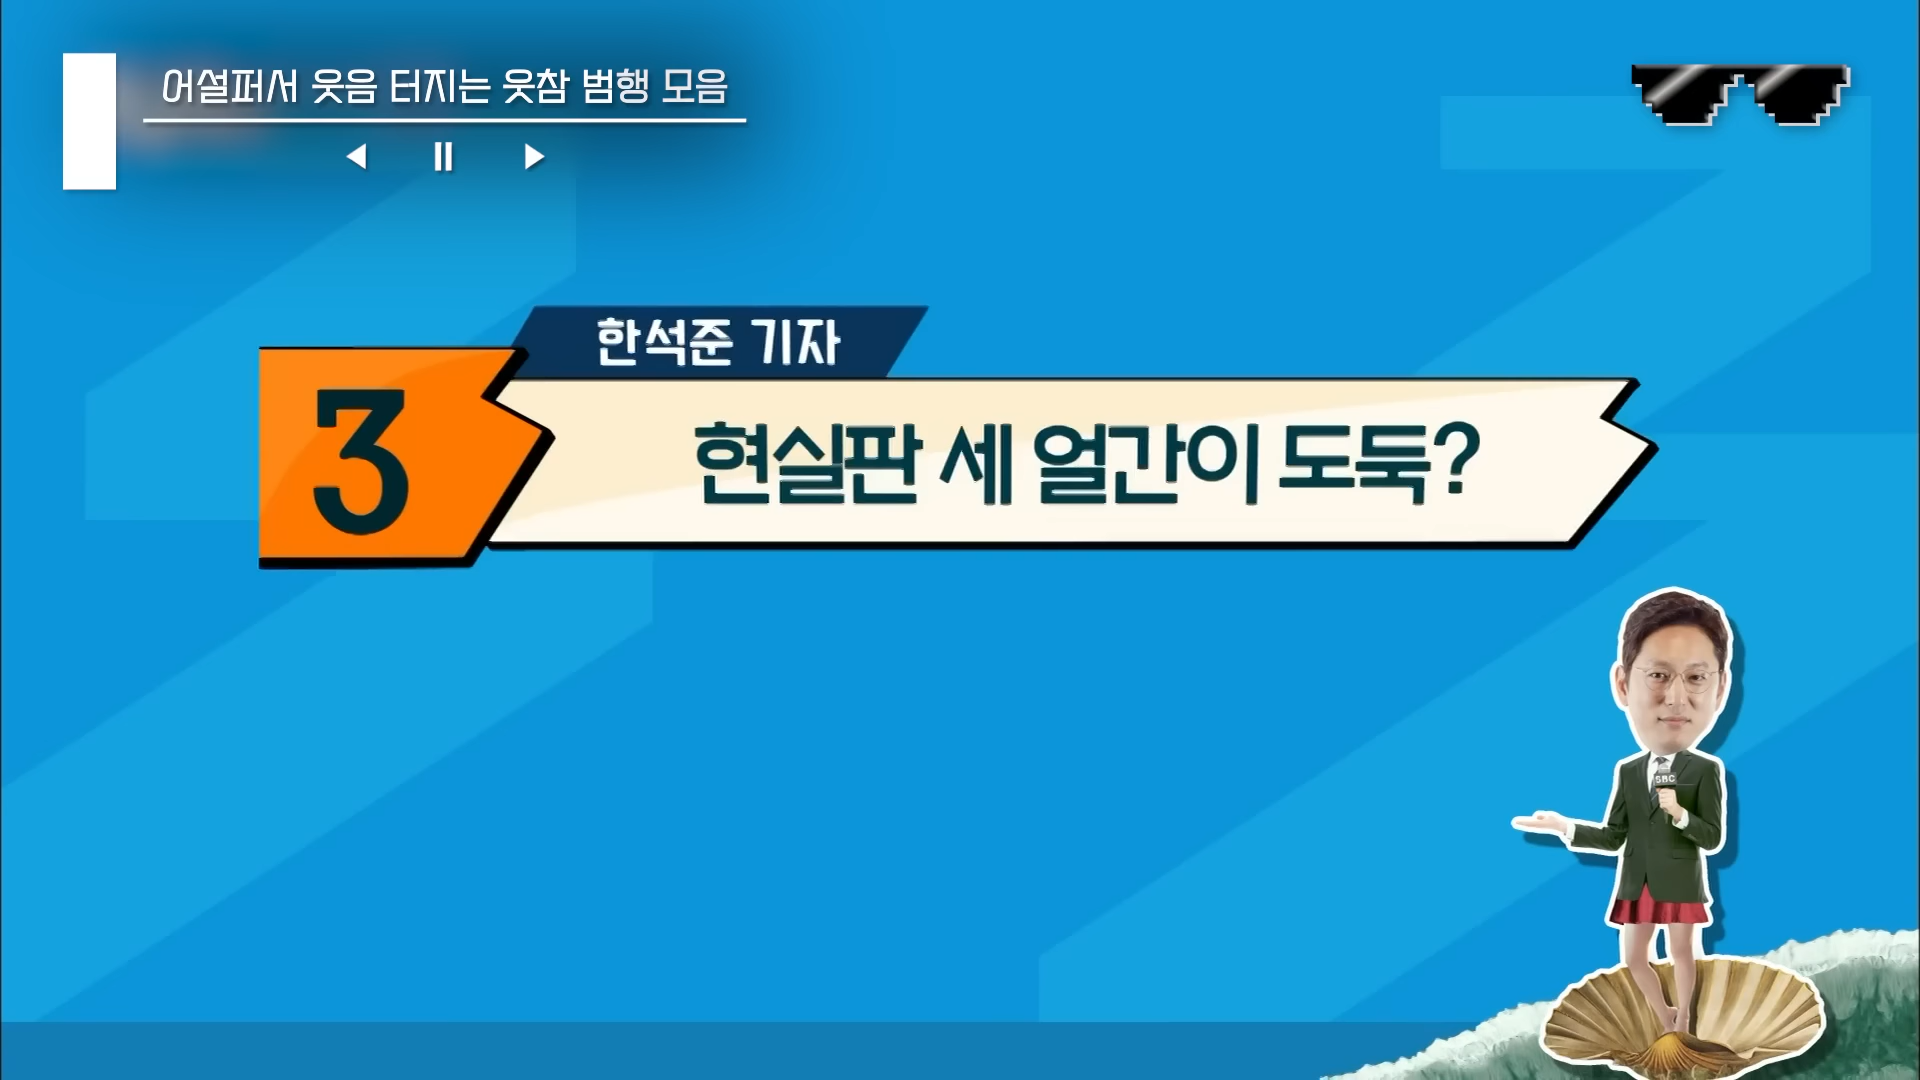 어설퍼서 웃음 터지는 웃참 범행 모음
한석준 기자
3
현실판 세 얼간이 도둑?
SBC